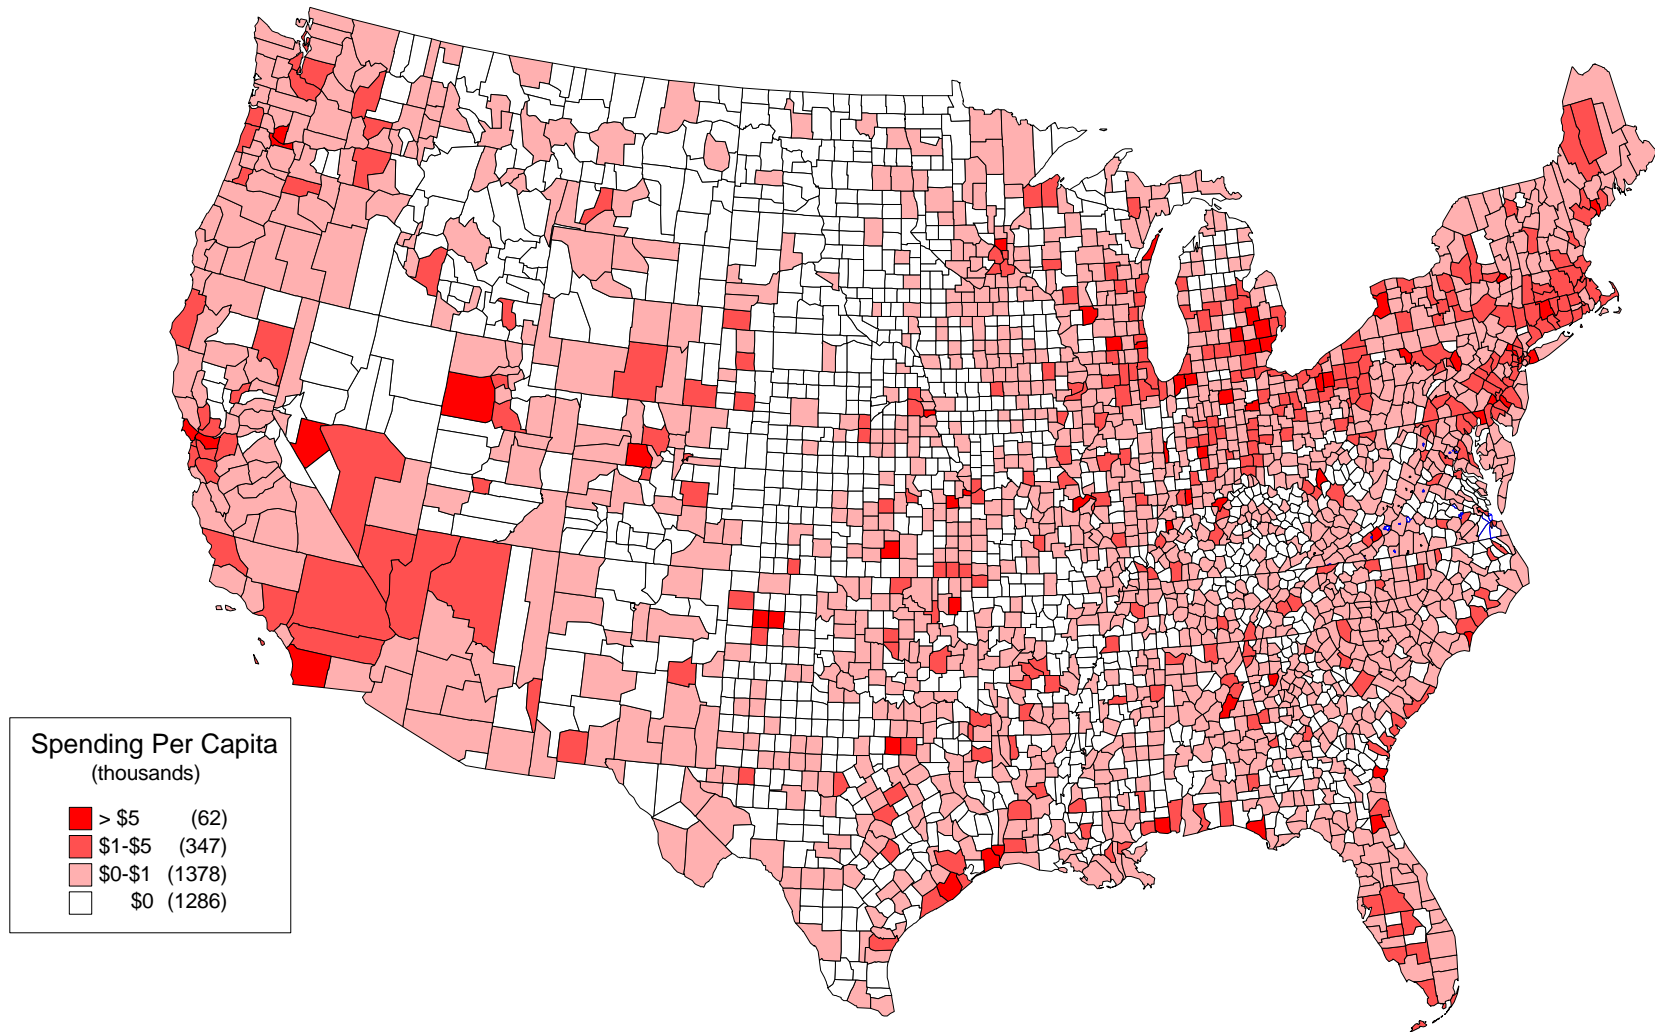 Spending Per Capita
(thousands)
> $5 (62)
$1-$5 (347)
$0-$1 (1378)
$0 (1286)